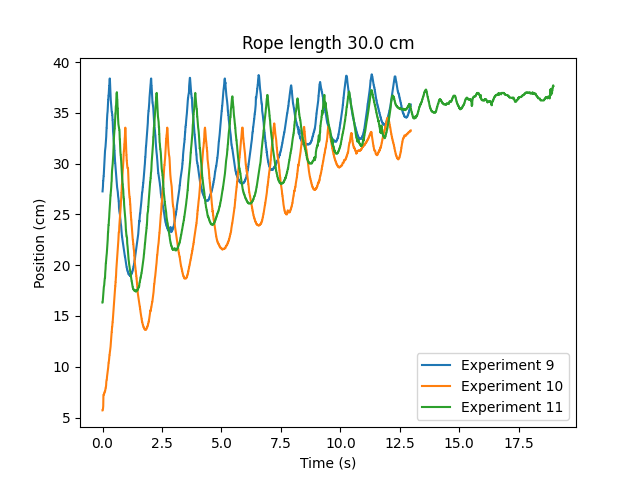 Rope length 30.0 cm
Position (cm)
40
35
30
25
20
15
10
5
0.0 2.5 5.0 7.5 10.0 12.5 15.0 17.5
Time (s)
Experiment 9
Experiment 10
Experiment 11